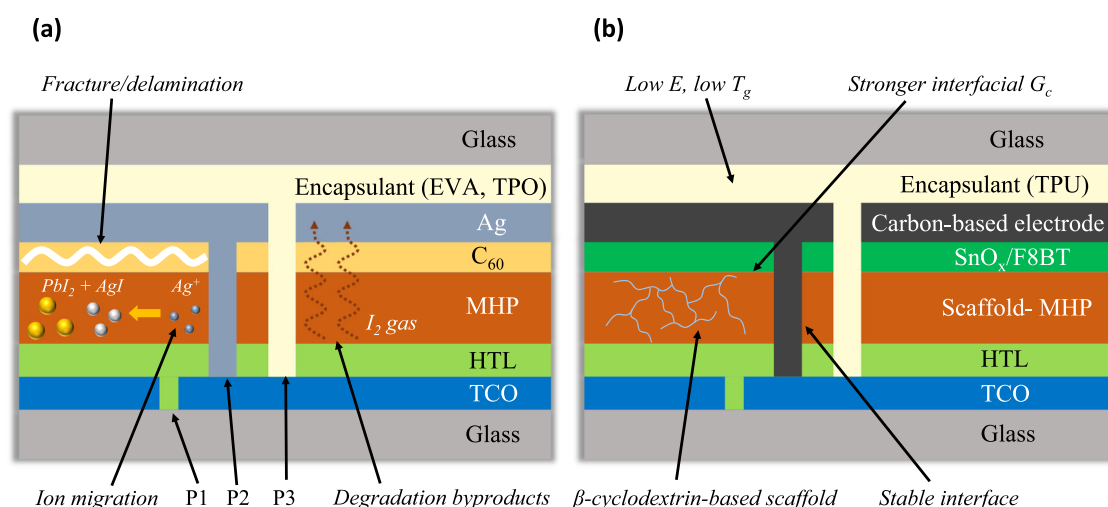 (a)
Fracture/delamination
Glass
Encapsulant (EVA, TPO)
Ag
C₆₀
PbI₂ + AgI
Ag⁺
MHP
I₂ gas
HTL
TCO
Glass
Ion migration
P1
P2
P3
Degradation byproducts
(b)
Low E, low T_g
Stronger interfacial G_c
Glass
Encapsulant (TPU)
Carbon-based electrode
SnOₓ/F8BT
Scaffold- MHP
HTL
TCO
Glass
β-cyclodextrin-based scaffold
Stable interface